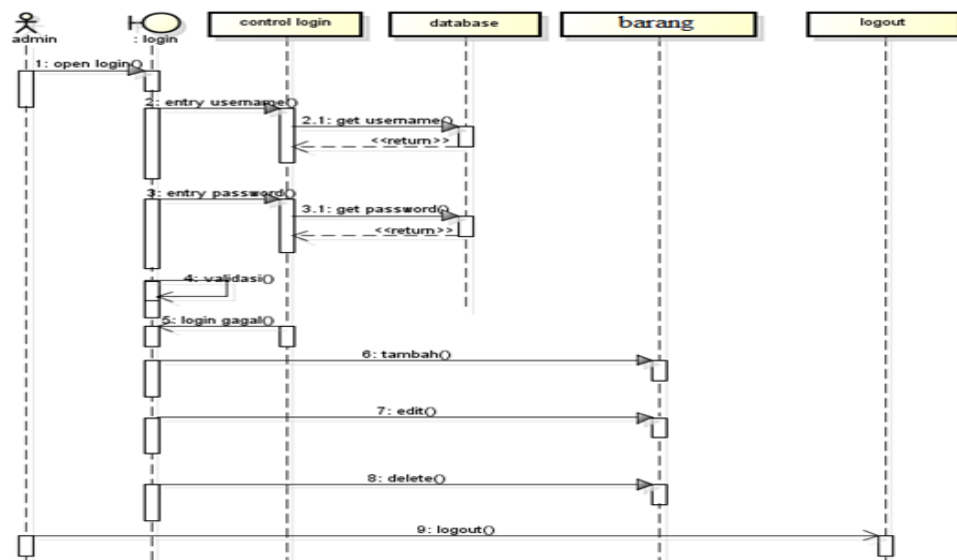 admin
: login
control login
database
barang
logout
1: open login()
2: entry username()
2.1: get username()
<<return>>
3: entry password()
3.1: get password()
<<return>>
4: validasi()
5: login gagal()
6: tambah()
7: edit()
8: delete()
9: logout()